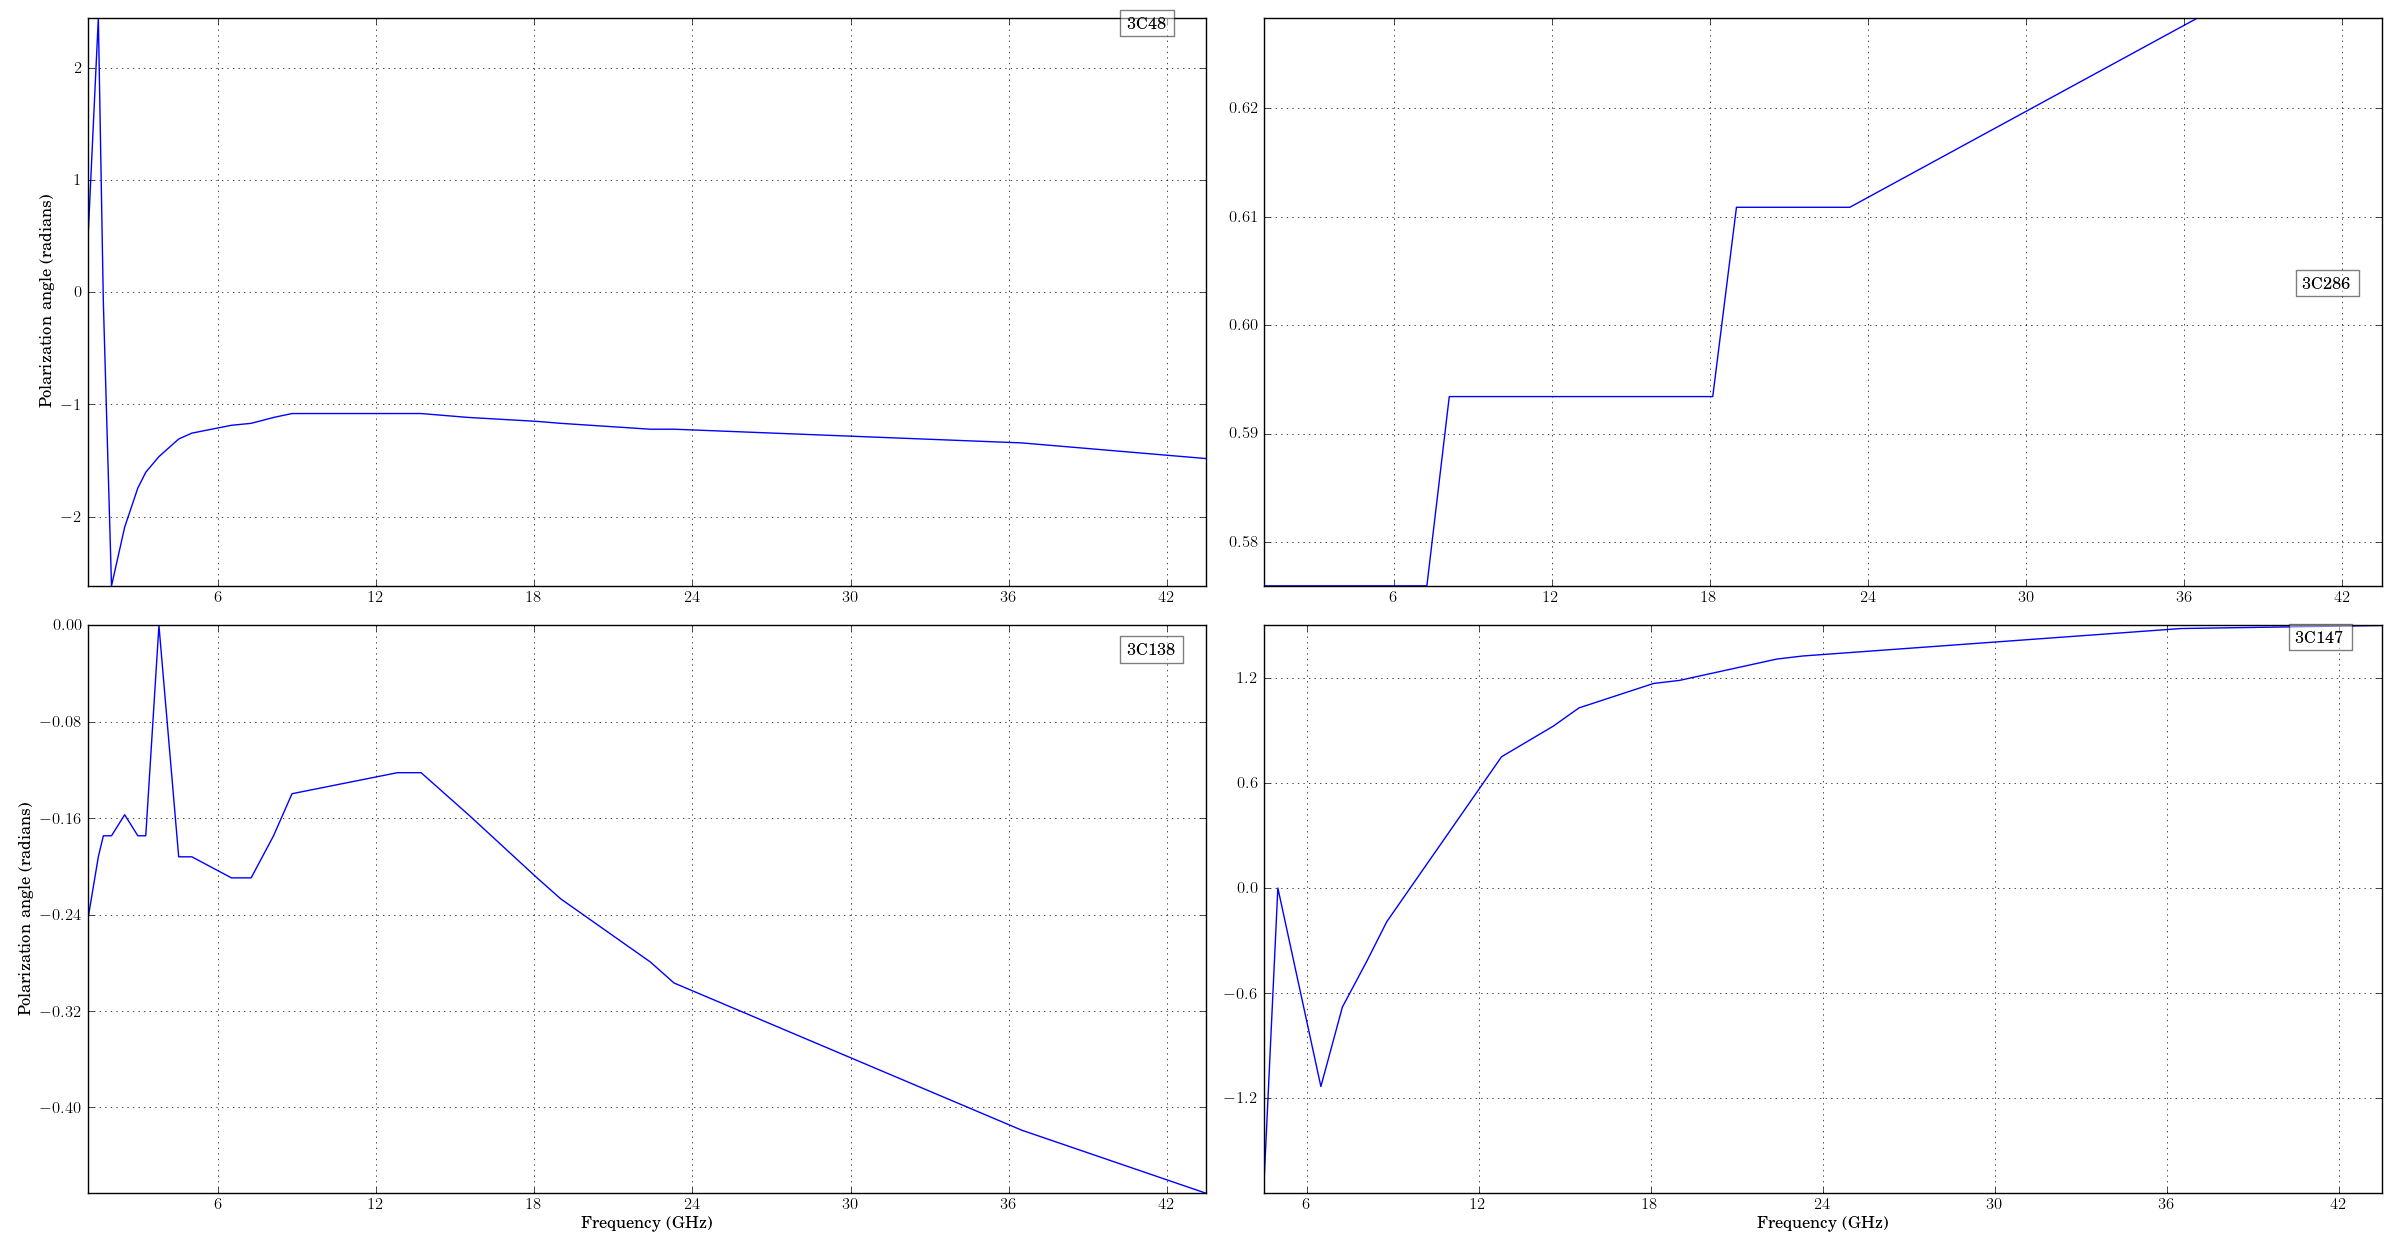 3C48
2
1
0
−1
−2
Polarization angle (radians)
6 12 18 24 30 36 42
3C286
0.62
0.61
0.60
0.59
0.58
6 12 18 24 30 36 42
3C138
0.00
−0.08
−0.16
−0.24
−0.32
−0.40
Polarization angle (radians)
6 12 18 24 30 36 42
Frequency (GHz)
3C147
1.2
0.6
0.0
−0.6
−1.2
6 12 18 24 30 36 42
Frequency (GHz)